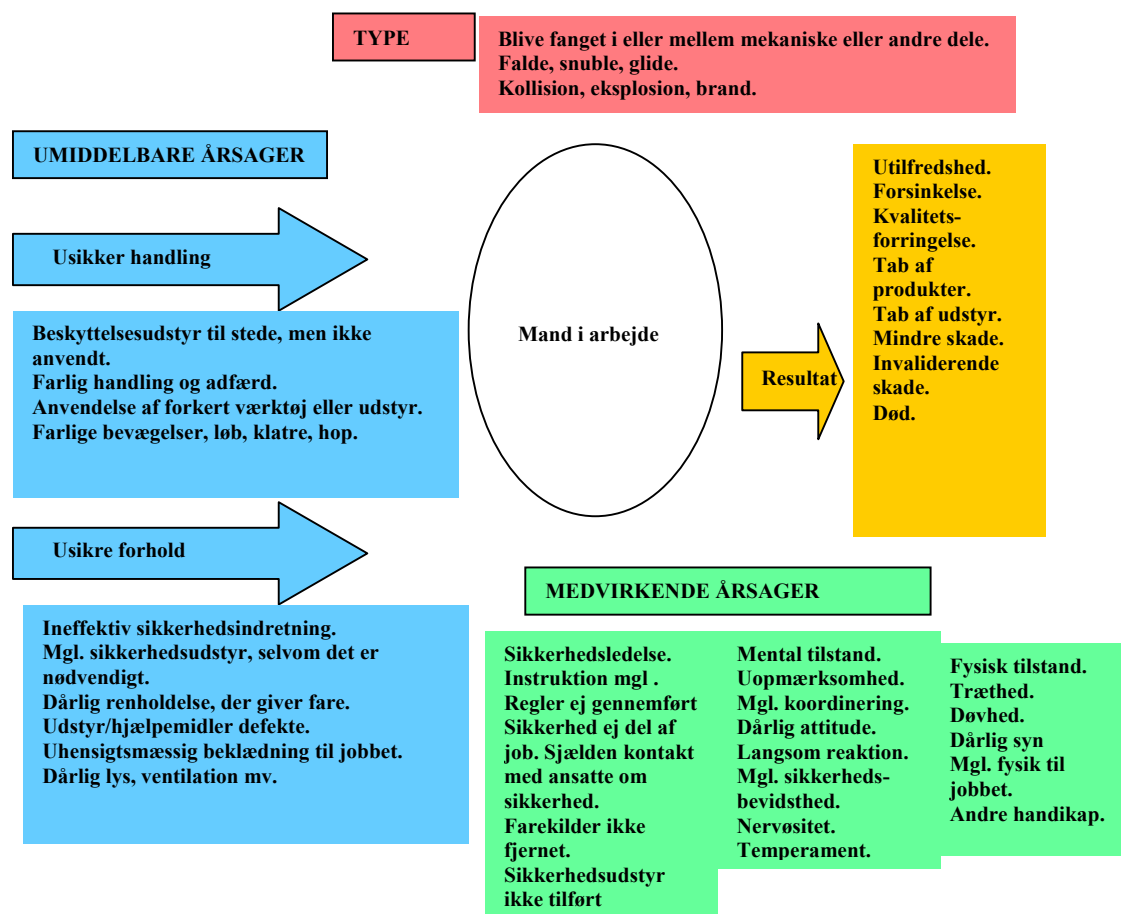 TYPE
Blive fanget i eller mellem mekaniske eller andre dele.
Falde, snuble, glide.
Kollision, eksplosion, brand.
UMIDDELBARE ÅRSAGER
Usikker handling
Beskyttelsesudstyr til stede, men ikke
anvendt.
Farlig handling og adfærd.
Anvendelse af forkert værktøj eller udstyr.
Farlige bevægelser, løb, klatre, hop.
Usikre forhold
Ineffektiv sikkerhedsindretning.
Mgl. sikkerhedsudstyr, selvom det er
nødvendigt.
Dårlig renholdelse, der giver fare.
Udstyr/hjælpemidler defekte.
Uhensigtsmæssig beklædning til jobbet.
Dårlig lys, ventilation mv.
Mand i arbejde
Resultat
Utilfredshed.
Forsinkelse.
Kvalitets-
forringelse.
Tab af
produkter.
Tab af udstyr.
Mindre skade.
Invaliderende
skade.
Død.
MEDVIRKENDE ÅRSAGER
Sikkerhedsledelse.
Instruktion mgl .
Regler ej gennemført
Sikkerhed ej del af
job. Sjælden kontakt
med ansatte om
sikkerhed.
Farekilder ikke
fjernet.
Sikkerhedsudstyr
ikke tilført
Mental tilstand.
Uopmærksomhed.
Mgl. koordinering.
Dårlig attitude.
Langsom reaktion.
Mgl. sikkerheds-
bevidsthed.
Nervøsitet.
Temperament.
Fysisk tilstand.
Træthed.
Døvhed.
Dårlig syn
Mgl. fysik til
jobbet.
Andre handikap.